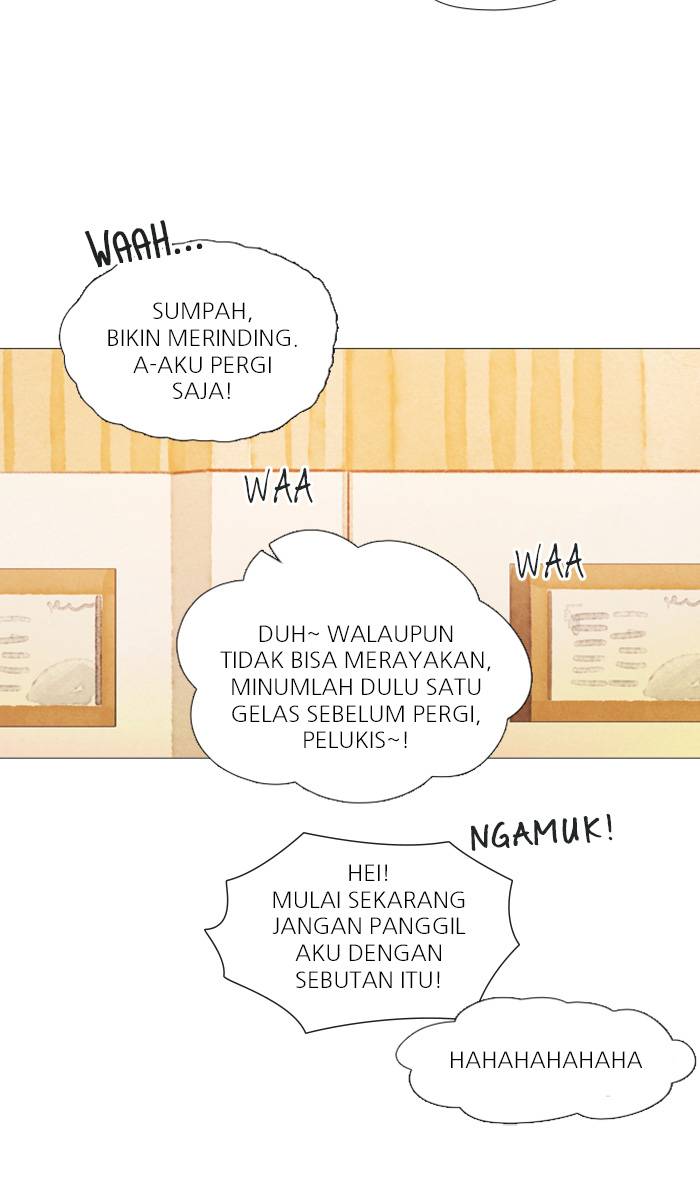 WAAH...
SUMPAH,
BIKIN MERINDING.
A-AKU PERGI
SAJA!
WAA
WAA
DUH~ WALAUPUN
TIDAK BISA MERAYAKAN,
MINUMLAH DULU SATU
GELAS SEBELUM PERGI,
PELUKIS~!
NGAMUK!
HEI!
MULAI SEKARANG
JANGAN PANGGIL
AKU DENGAN
SEBUTAN ITU!
HAHAHAHAHAHA